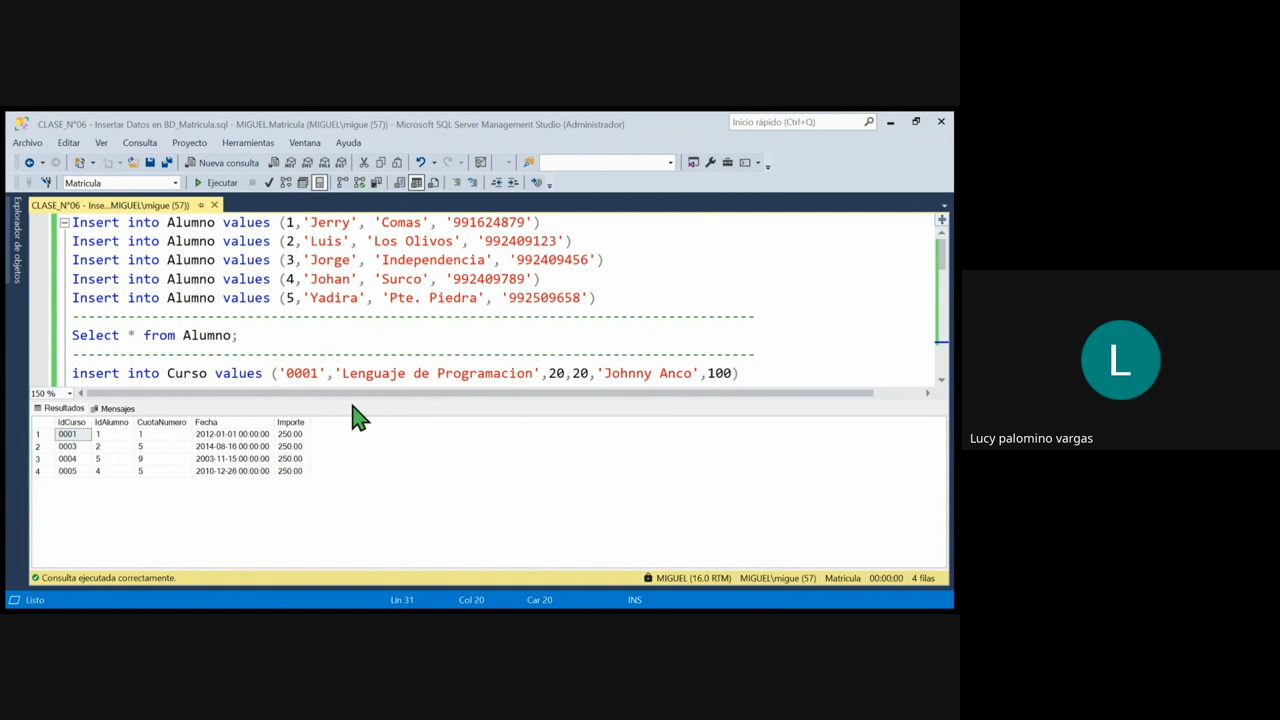 CLASE_N°06 - Insertar Datos en BD_Matricula.sql - MIGUEL.Matricula (MIGUEL\migue (57)) - Microsoft SQL Server Management Studio (Administrador)
Inicio rápido (Ctrl+Q)
Archivo Editar Ver Consulta Proyecto Herramientas Ventana Ayuda
Nueva consulta
Matricula Ejecutar
CLASE_N°06 - Inse...MIGUEL\migue (57))
Explorador de objetos
Insert into Alumno values (1,'Jerry', 'Comas', '991624879')
Insert into Alumno values (2,'Luis', 'Los Olivos', '992409123')
Insert into Alumno values (3,'Jorge', 'Independencia', '992409456')
Insert into Alumno values (4,'Johan', 'Surco', '992409789')
Insert into Alumno values (5,'Yadira', 'Pte. Piedra', '992509658')
Select * from Alumno;
insert into Curso values ('0001','Lenguaje de Programacion',20,20,'Johnny Anco',100)
150 %
Resultados Mensajes
IdCurso IdAlumno CuotaNumero Fecha Importe
1 0001 1 1 2012-01-01 00:00:00 250.00
2 0003 2 5 2014-08-16 00:00:00 250.00
3 0004 5 9 2003-11-15 00:00:00 250.00
4 0005 4 5 2010-12-26 00:00:00 250.00
Consulta ejecutada correctamente. MIGUEL (16.0 RTM) MIGUEL\migue (57) Matricula 00:00:00 4 filas
Listo Lín 31 Col 20 Car 20 INS
L
Lucy palomino vargas